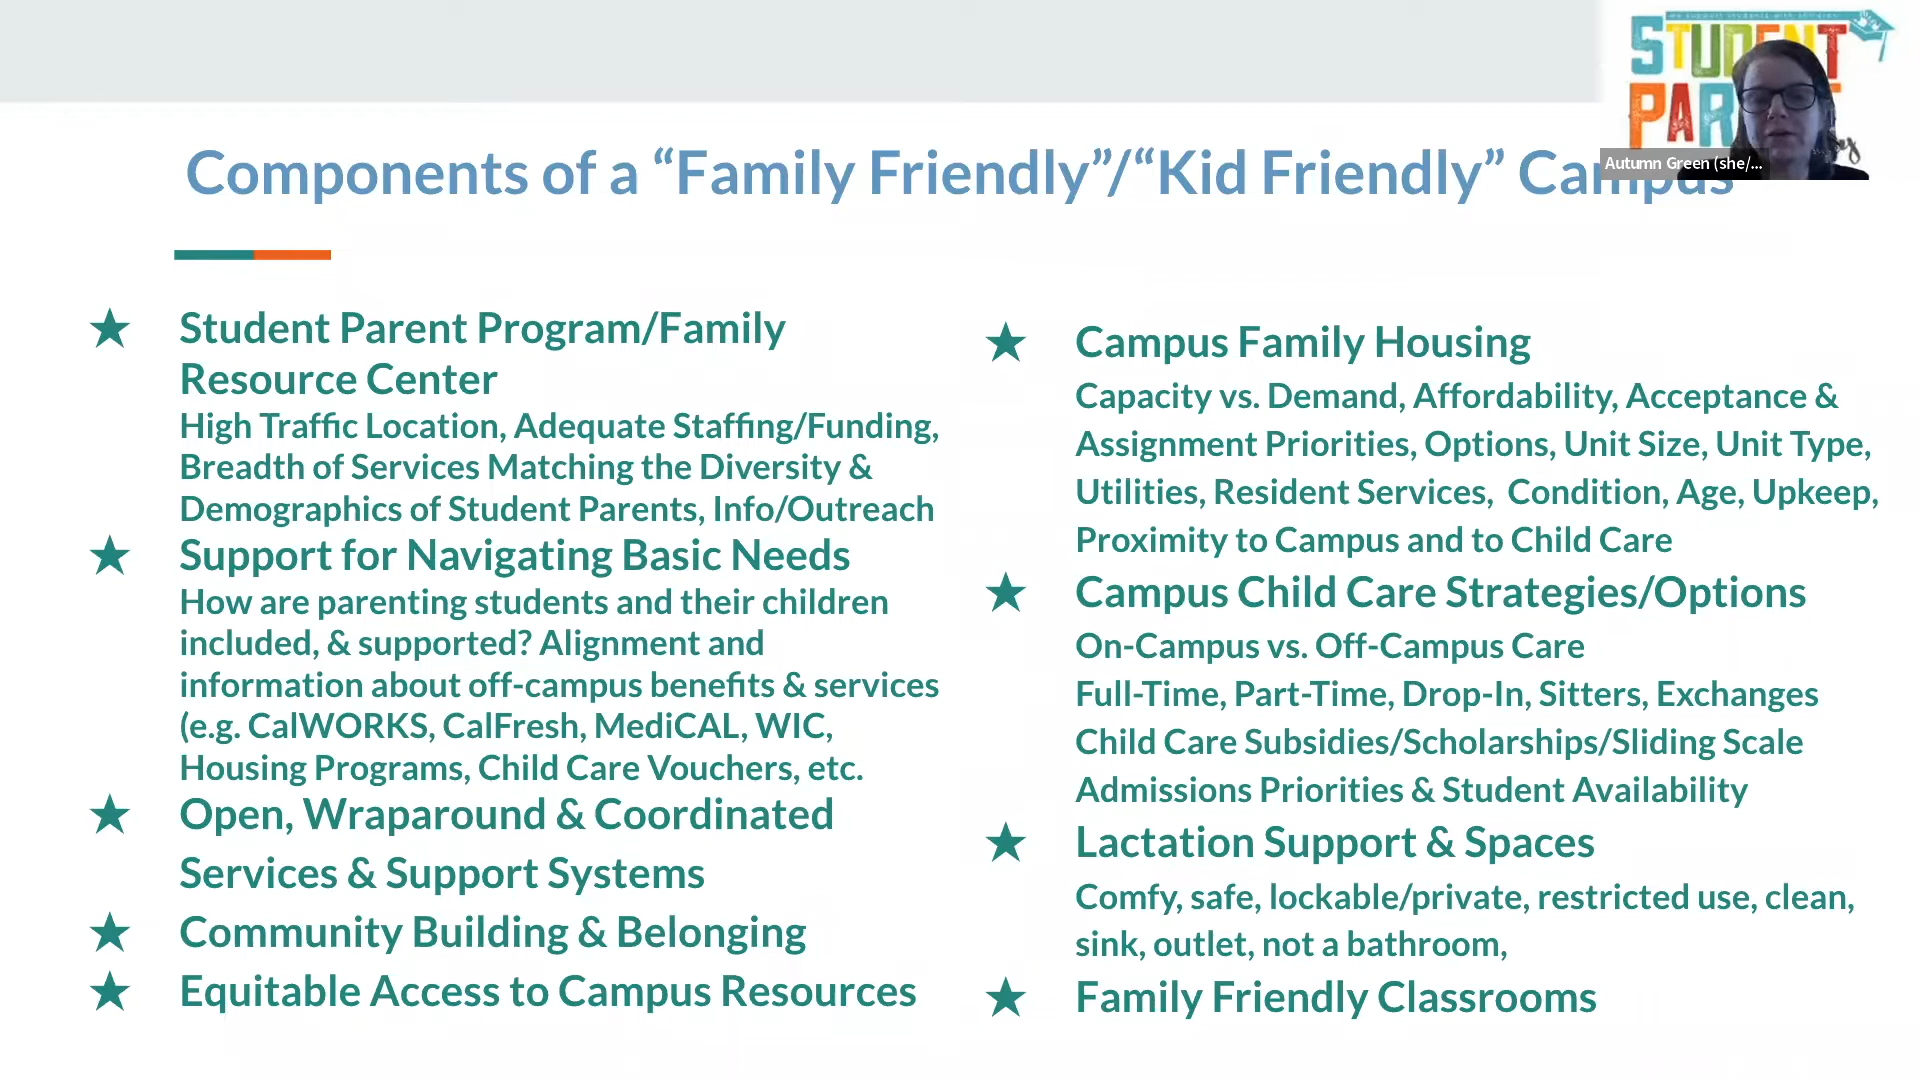 we support students with children
STUDENT
PAR
Autumn Green (she/...
Components of a “Family Friendly”/“Kid Friendly” Campus
★ Student Parent Program/Family
Resource Center
High Traffic Location, Adequate Staffing/Funding,
Breadth of Services Matching the Diversity &
Demographics of Student Parents, Info/Outreach
★ Support for Navigating Basic Needs
How are parenting students and their children
included, & supported? Alignment and
information about off-campus benefits & services
(e.g. CalWORKS, CalFresh, MediCAL, WIC,
Housing Programs, Child Care Vouchers, etc.
★ Open, Wraparound & Coordinated
Services & Support Systems
★ Community Building & Belonging
★ Equitable Access to Campus Resources
★ Campus Family Housing
Capacity vs. Demand, Affordability, Acceptance &
Assignment Priorities, Options, Unit Size, Unit Type,
Utilities, Resident Services, Condition, Age, Upkeep,
Proximity to Campus and to Child Care
★ Campus Child Care Strategies/Options
On-Campus vs. Off-Campus Care
Full-Time, Part-Time, Drop-In, Sitters, Exchanges
Child Care Subsidies/Scholarships/Sliding Scale
Admissions Priorities & Student Availability
★ Lactation Support & Spaces
Comfy, safe, lockable/private, restricted use, clean,
sink, outlet, not a bathroom,
★ Family Friendly Classrooms